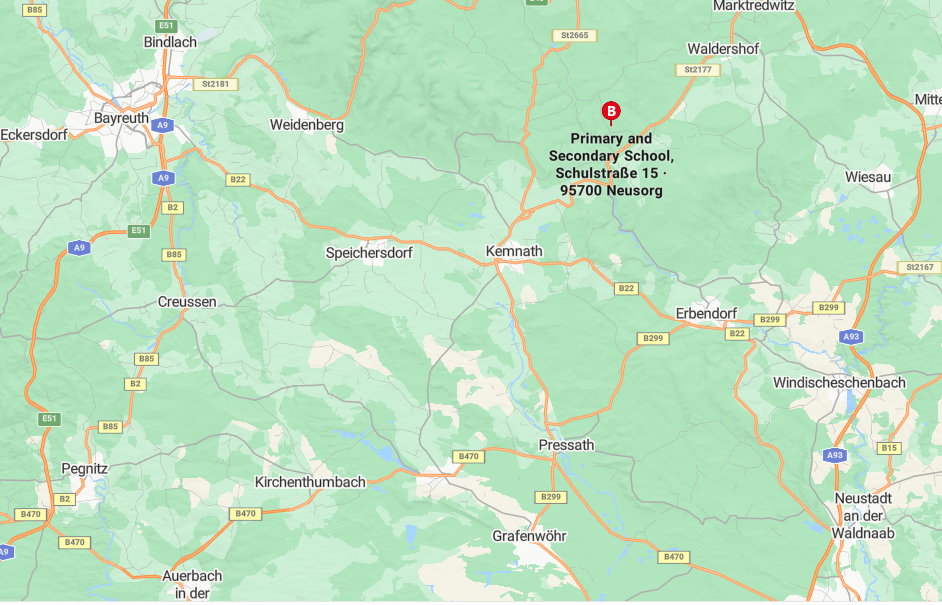 B85
B49
Marktredwitz
E51
St2665
Bindlach
Waldershof
St2177
St2181
Mitte
B
Bayreuth
A9
Weidenberg
Eckersdorf
Primary and
Secondary School,
Schulstraße 15 ·
95700 Neusorg
A9
B22
Wiesau
B2
E51
A9
B85
Speichersdorf
Kemnath
St2167
B22
Creussen
B299
Erbendorf
B299
B22
B299
A93
B85
B2
Windischeschenbach
E51
B85
Pressath
B15
B470
A93
Pegnitz
Kirchenthumbach
B2
B299
Neustadt
an der
Waldnaab
B470
B470
Grafenwöhr
B470
A9
B470
Auerbach
in der